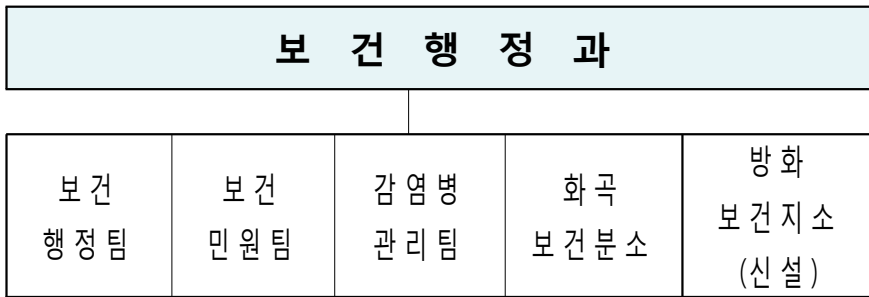 보 건 행 정 과
보 건
행 정 팀
보 건
민 원 팀
감 염 병
관 리 팀
화 곡
보 건 분 소
방 화
보 건 지 소
(신 설)